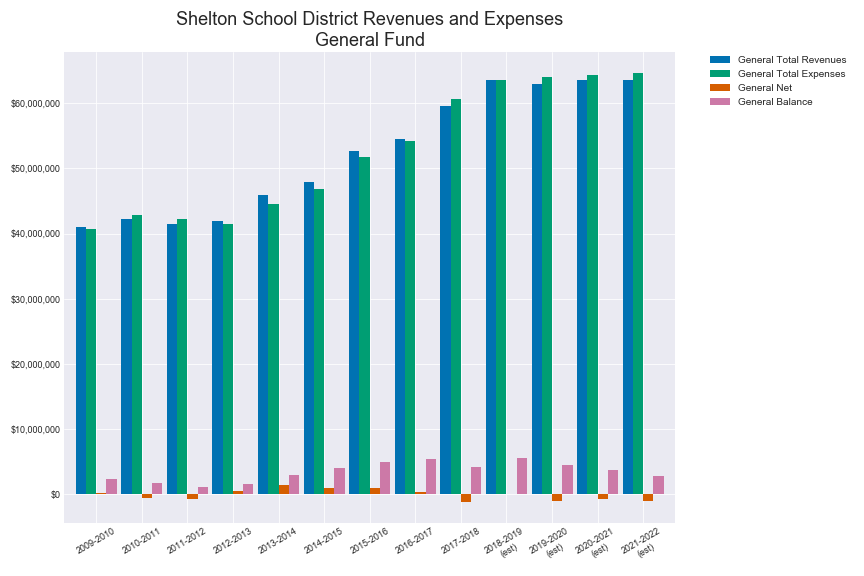 Shelton School District Revenues and Expenses
General Fund
General Total Revenues
General Total Expenses
General Net
General Balance
$60,000,000
$50,000,000
$40,000,000
$30,000,000
$20,000,000
$10,000,000
$0
2009-2010
2010-2011
2011-2012
2012-2013
2013-2014
2014-2015
2015-2016
2016-2017
2017-2018
2018-2019
(est)
2019-2020
(est)
2020-2021
(est)
2021-2022
(est)